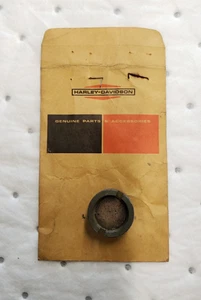 HARLEY-DAVIDSON
GENUINE PARTS & ACCESSORIES